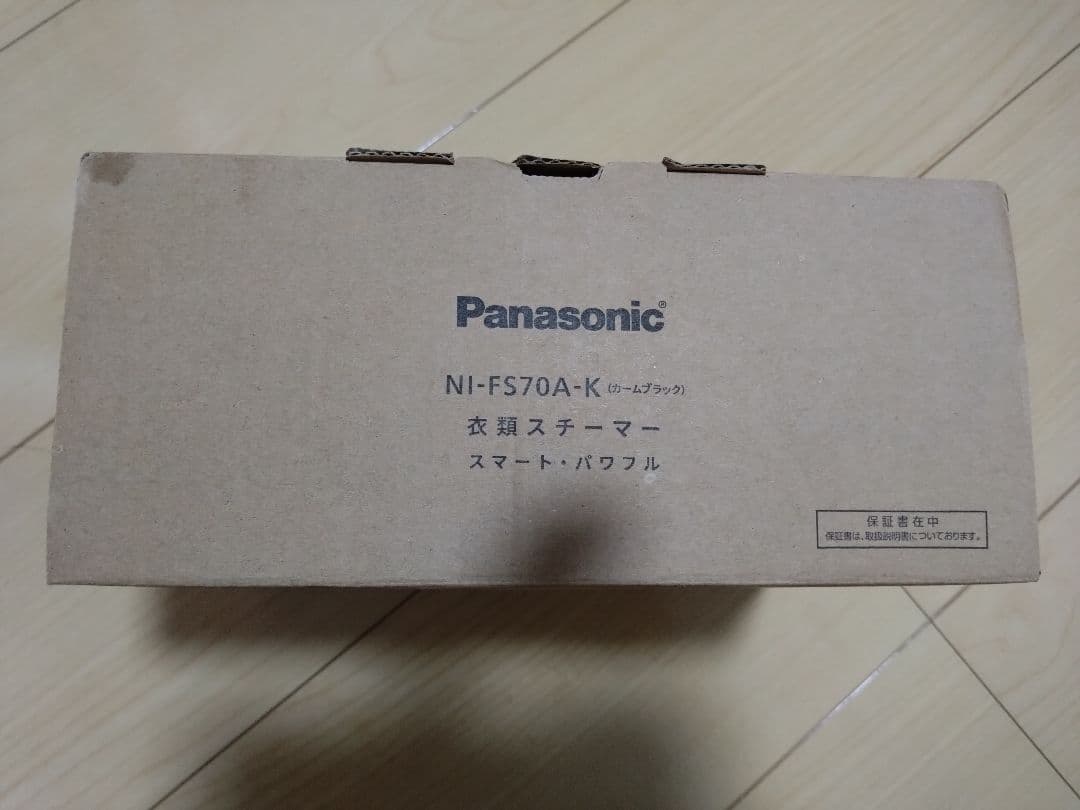 Panasonic®
NI-FS70A-K (カームブラック)
衣類スチーマー
スマート・パワフル
保証書在中
保証書は、取扱説明書についております。